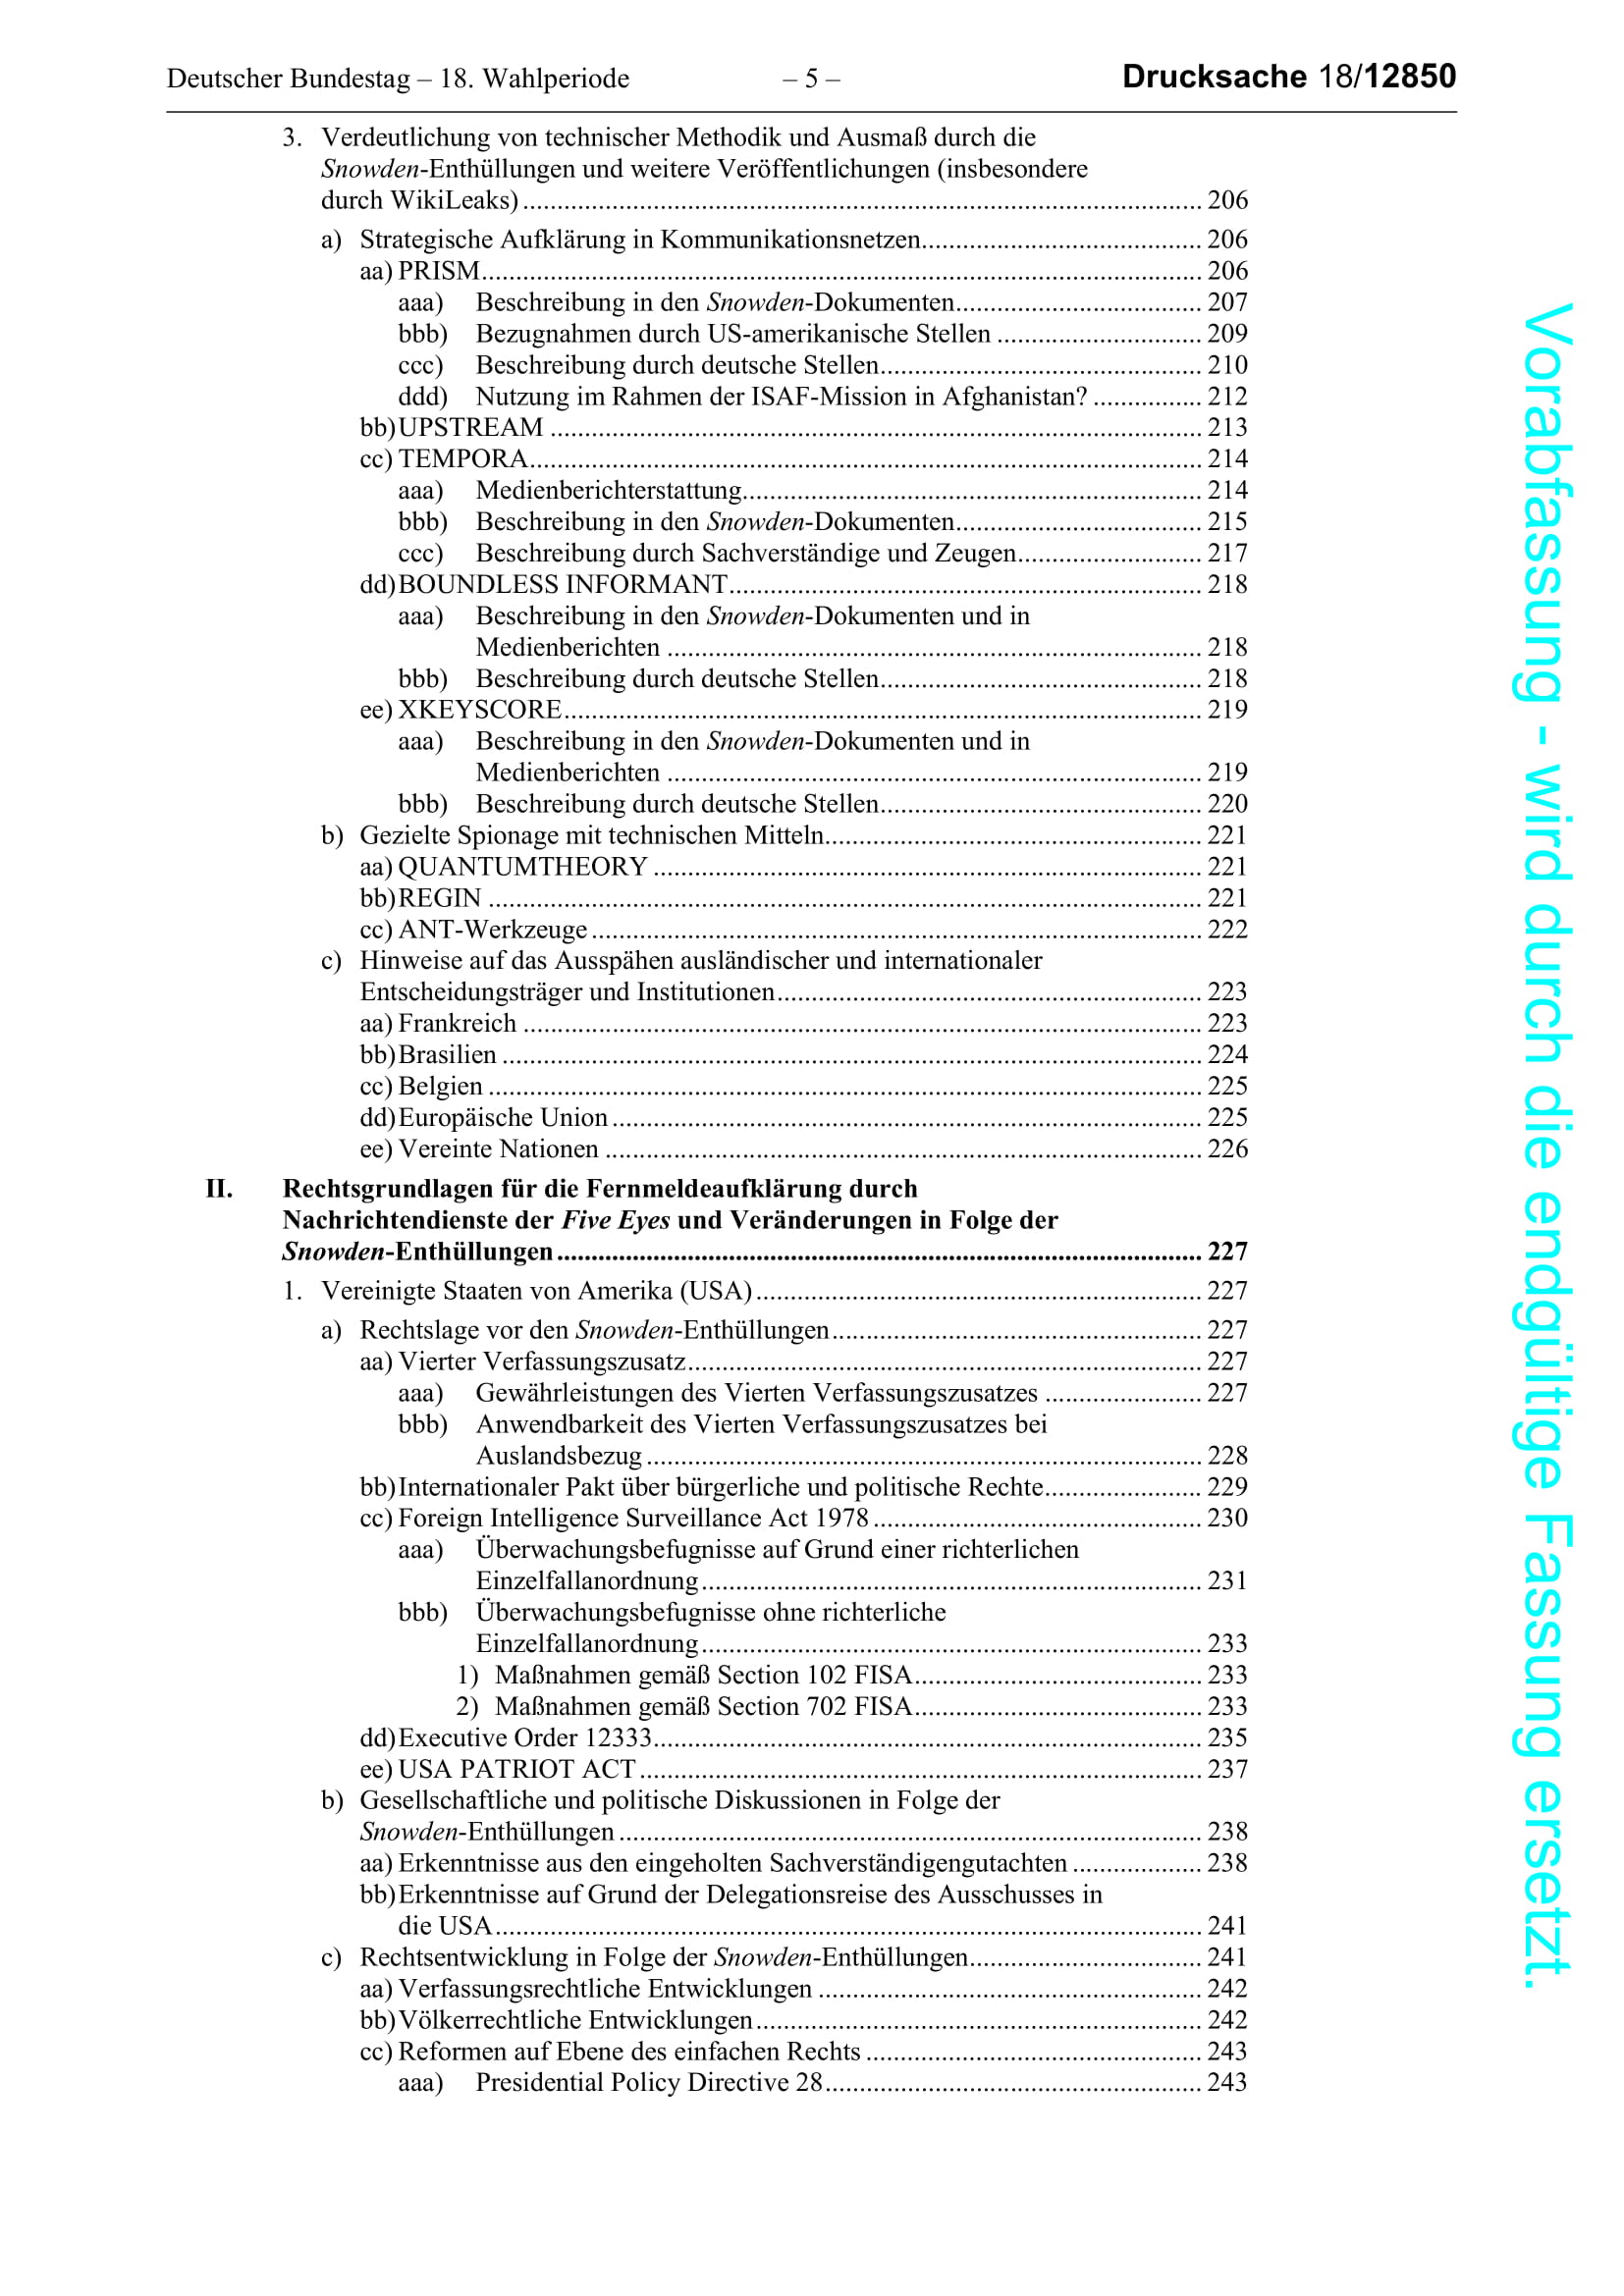 Deutscher Bundestag – 18. Wahlperiode – 5 – Drucksache 18/12850
3. Verdeutlichung von technischer Methodik und Ausmaß durch die
Snowden-Enthüllungen und weitere Veröffentlichungen (insbesondere
durch WikiLeaks) 206
a) Strategische Aufklärung in Kommunikationsnetzen 206
aa) PRISM 206
aaa) Beschreibung in den Snowden-Dokumenten 207
bbb) Bezugnahmen durch US-amerikanische Stellen 209
ccc) Beschreibung durch deutsche Stellen 210
ddd) Nutzung im Rahmen der ISAF-Mission in Afghanistan? 212
bb) UPSTREAM 213
cc) TEMPORA 214
aaa) Medienberichterstattung 214
bbb) Beschreibung in den Snowden-Dokumenten 215
ccc) Beschreibung durch Sachverständige und Zeugen 217
dd) BOUNDLESS INFORMANT 218
aaa) Beschreibung in den Snowden-Dokumenten und in
Medienberichten 218
bbb) Beschreibung durch deutsche Stellen 218
ee) XKEYSCORE 219
aaa) Beschreibung in den Snowden-Dokumenten und in
Medienberichten 219
bbb) Beschreibung durch deutsche Stellen 220
b) Gezielte Spionage mit technischen Mitteln 221
aa) QUANTUMTHEORY 221
bb) REGIN 221
cc) ANT-Werkzeuge 222
c) Hinweise auf das Ausspähen ausländischer und internationaler
Entscheidungsträger und Institutionen 223
aa) Frankreich 223
bb) Brasilien 224
cc) Belgien 225
dd) Europäische Union 225
ee) Vereinte Nationen 226
II. Rechtsgrundlagen für die Fernmeldeaufklärung durch
Nachrichtendienste der Five Eyes und Veränderungen in Folge der
Snowden-Enthüllungen 227
1. Vereinigte Staaten von Amerika (USA) 227
a) Rechtslage vor den Snowden-Enthüllungen 227
aa) Vierter Verfassungszusatz 227
aaa) Gewährleistungen des Vierten Verfassungszusatzes 227
bbb) Anwendbarkeit des Vierten Verfassungszusatzes bei
Auslandsbezug 228
bb) Internationaler Pakt über bürgerliche und politische Rechte 229
cc) Foreign Intelligence Surveillance Act 1978 230
aaa) Überwachungsbefugnisse auf Grund einer richterlichen
Einzelfallanordnung 231
bbb) Überwachungsbefugnisse ohne richterliche
Einzelfallanordnung 233
1) Maßnahmen gemäß Section 102 FISA 233
2) Maßnahmen gemäß Section 702 FISA 233
dd) Executive Order 12333 235
ee) USA PATRIOT ACT 237
b) Gesellschaftliche und politische Diskussionen in Folge der
Snowden-Enthüllungen 238
aa) Erkenntnisse aus den eingeholten Sachverständigengutachten 238
bb) Erkenntnisse auf Grund der Delegationsreise des Ausschusses in
die USA 241
c) Rechtsentwicklung in Folge der Snowden-Enthüllungen 241
aa) Verfassungsrechtliche Entwicklungen 242
bb) Völkerrechtliche Entwicklungen 242
cc) Reformen auf Ebene des einfachen Rechts 243
aaa) Presidential Policy Directive 28 243
Vorabfassung - wird durch die endgültige Fassung ersetzt.